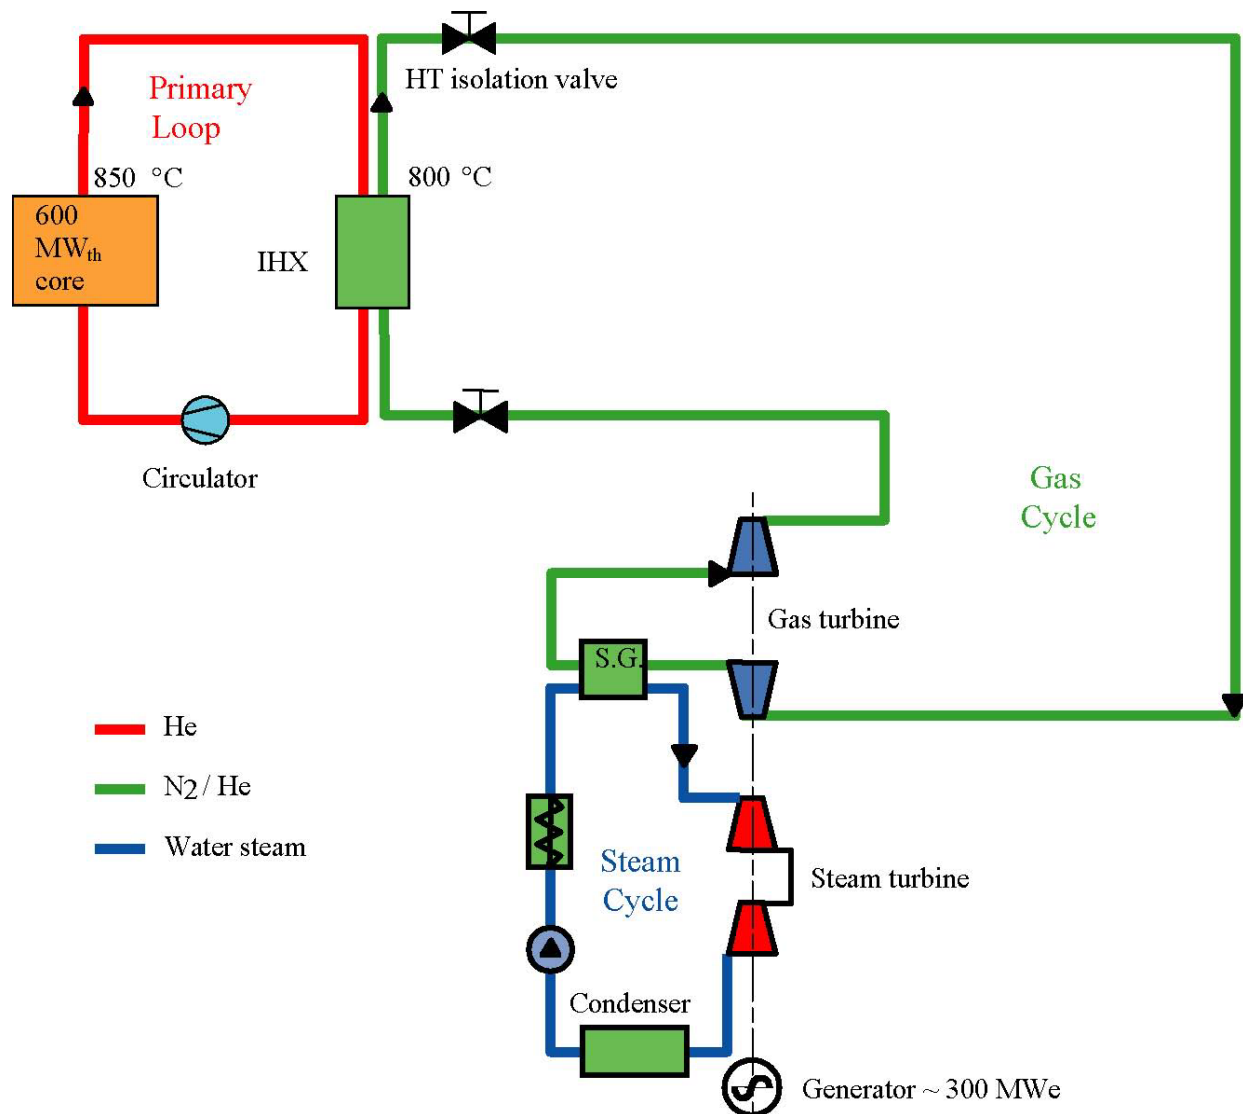 HT isolation valve
Primary
Loop
850 °C
800 °C
600
MWth
core
IHX
Circulator
Gas
Cycle
Gas turbine
S.G.
He
N2 / He
Water steam
Steam
Cycle
Steam turbine
Condenser
Generator ~ 300 MWe